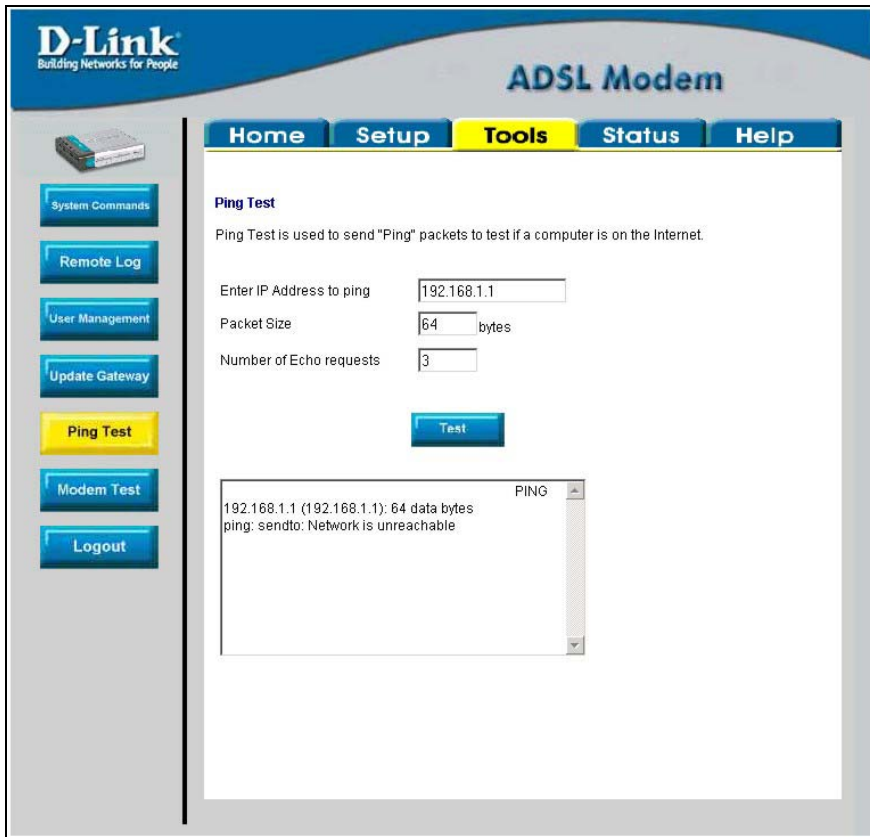 D-Link
Building Networks for People
ADSL Modem
Home Setup Tools Status Help
System Commands
Remote Log
User Management
Update Gateway
Ping Test
Modem Test
Logout
Ping Test
Ping Test is used to send "Ping" packets to test if a computer is on the Internet.
Enter IP Address to ping 192.168.1.1
Packet Size 64 bytes
Number of Echo requests 3
Test
PING
192.168.1.1 (192.168.1.1): 64 data bytes
ping: sendto: Network is unreachable